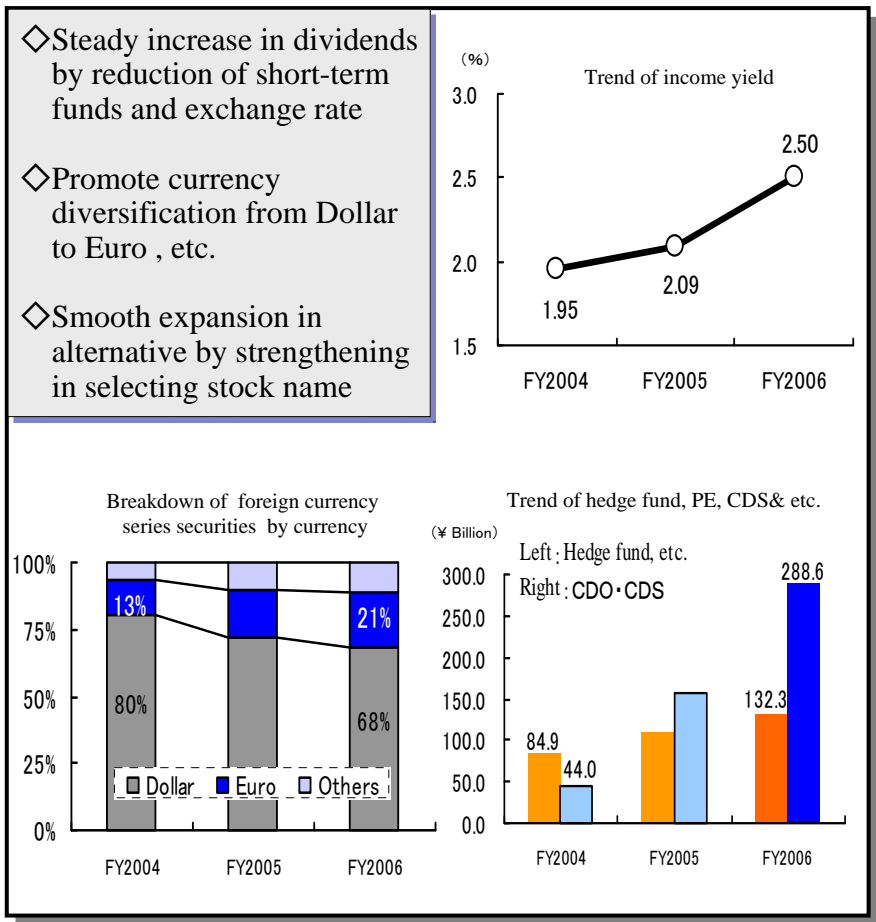 ◇Steady increase in dividends
by reduction of short-term
funds and exchange rate
◇Promote currency
diversification from Dollar
to Euro , etc.
◇Smooth expansion in
alternative by strengthening
in selecting stock name
(%)
Trend of income yield
3.0
2.5
2.0
1.5
1.95
2.09
2.50
FY2004 FY2005 FY2006
Breakdown of foreign currency
series securities by currency
100%
75%
50%
25%
0%
13%
80%
21%
68%
Dollar Euro Others
FY2004 FY2005 FY2006
Trend of hedge fund, PE, CDS& etc.
(¥ Billion)
Left : Hedge fund, etc.
Right : CDO・CDS
300.0
250.0
200.0
150.0
100.0
50.0
0.0
84.9
44.0
132.3
288.6
FY2004 FY2005 FY2006